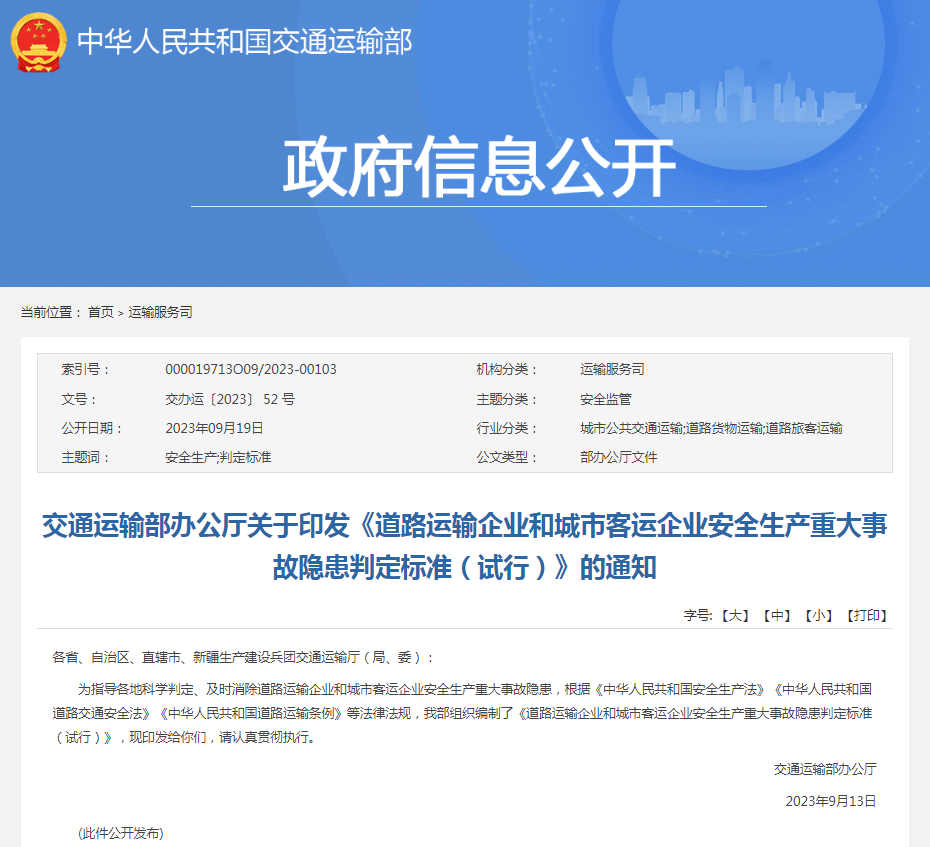 中华人民共和国交通运输部
政府信息公开
当前位置： 首页 > 运输服务司
索引号： 000019713O09/2023-00103 机构分类： 运输服务司
文号： 交办运〔2023〕 52 号 主题分类： 安全监管
公开日期： 2023年09月19日 行业分类： 城市公共交通运输;道路货物运输;道路旅客运输
主题词： 安全生产;判定标准 公文类型： 部办公厅文件
交通运输部办公厅关于印发《道路运输企业和城市客运企业安全生产重大事
故隐患判定标准（试行）》的通知
字号:【大】 【中】 【小】 【打印】
各省、自治区、直辖市、新疆生产建设兵团交通运输厅（局、委）：
为指导各地科学判定、及时消除道路运输企业和城市客运企业安全生产重大事故隐患，根据《中华人民共和国安全生产法》《中华人民共和国
道路交通安全法》《中华人民共和国道路运输条例》等法律法规，我部组织编制了《道路运输企业和城市客运企业安全生产重大事故隐患判定标准
（试行）》，现印发给你们，请认真贯彻执行。
交通运输部办公厅
2023年9月13日
(此件公开发布)